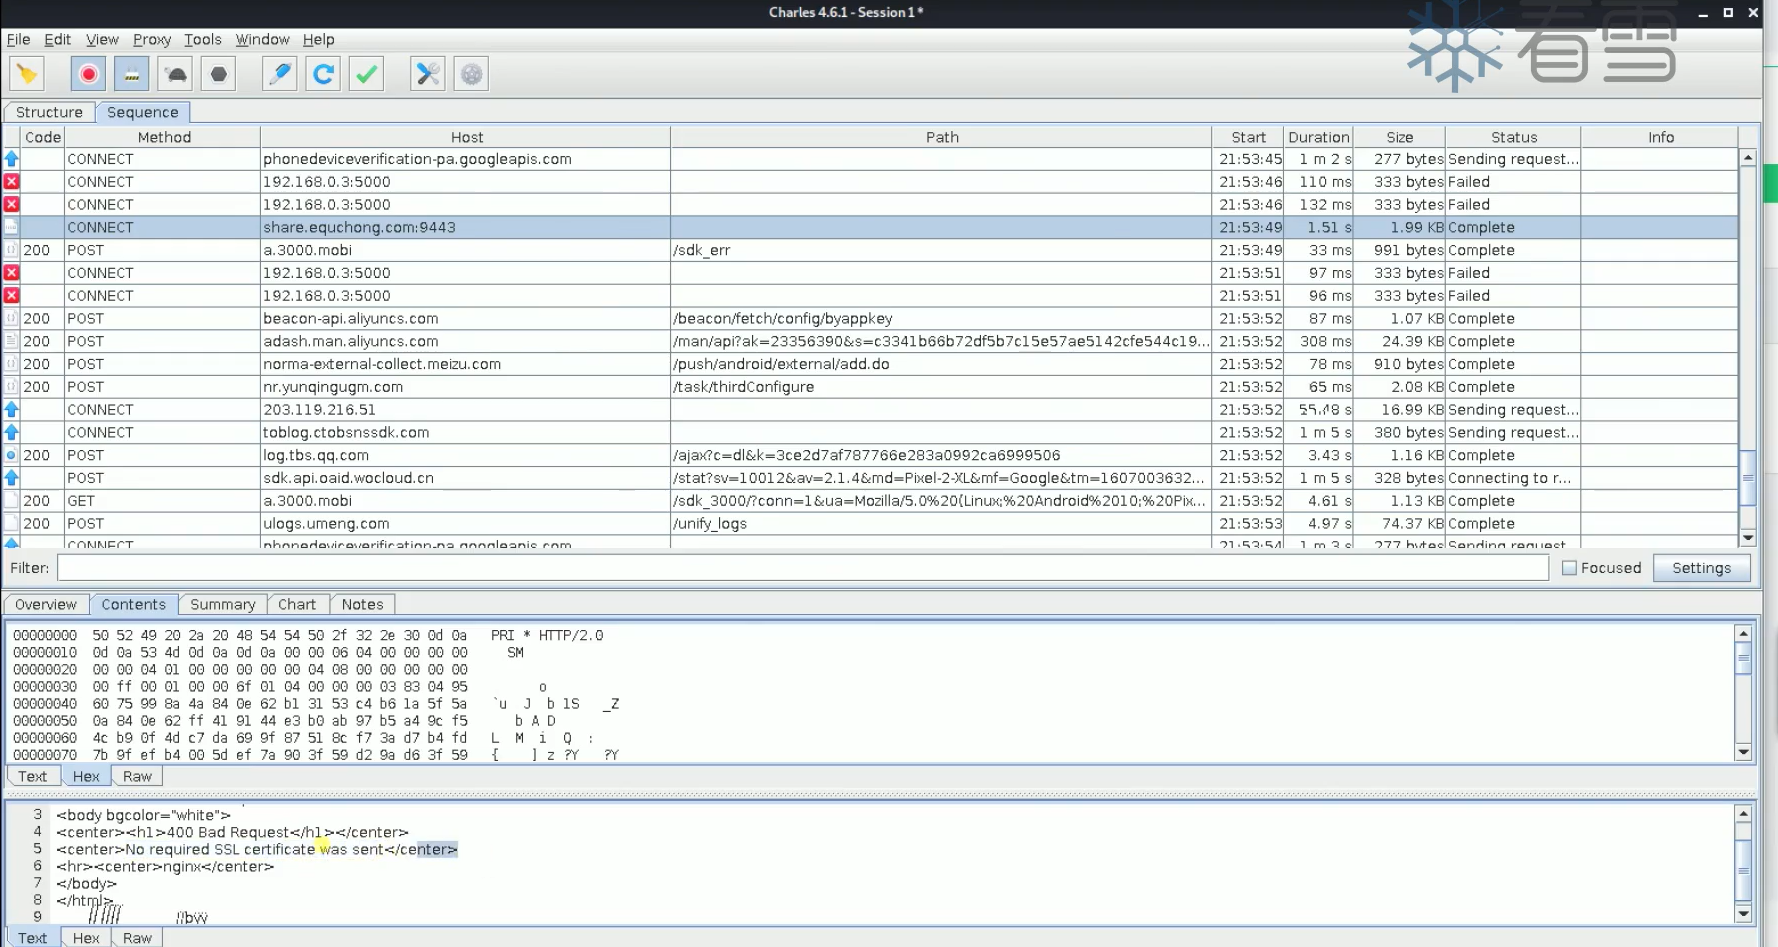 Charles 4.6.1 - Session 1 *
看雪
File Edit View Proxy Tools Window Help
Structure Sequence
Code Method Host Path Start Duration Size Status Info
CONNECT phonedeviceverification-pa.googleapis.com 21:53:45 1 m 2 s 277 bytes Sending request...
CONNECT 192.168.0.3:5000 21:53:46 110 ms 333 bytes Failed
CONNECT 192.168.0.3:5000 21:53:46 132 ms 333 bytes Failed
CONNECT share.equchong.com:9443 21:53:49 1.51 s 1.99 KB Complete
200 POST a.3000.mobi /sdk_err 21:53:49 33 ms 991 bytes Complete
CONNECT 192.168.0.3:5000 21:53:51 97 ms 333 bytes Failed
CONNECT 192.168.0.3:5000 21:53:51 96 ms 333 bytes Failed
200 POST beacon-api.aliyuncs.com /beacon/fetch/config/byappkey 21:53:52 87 ms 1.07 KB Complete
200 POST adash.man.aliyuncs.com /man/api?ak=23356390&s=c3341b66b72df5b7c15e57ae5142cfe544c19... 21:53:52 308 ms 24.39 KB Complete
200 POST norma-external-collect.meizu.com /push/android/external/add.do 21:53:52 78 ms 910 bytes Complete
200 POST nr.yunqingugm.com /task/thirdConfigure 21:53:52 65 ms 2.08 KB Complete
CONNECT 203.119.216.51 21:53:52 s 16.99 KB Sending request...
CONNECT toblog.ctobsnssdk.com 21:53:52 1 m 5 s 380 bytes Sending request...
200 POST log.tbs.qq.com /ajax?c=dl&k=3ce2d7af787766e283a0992ca6999506 21:53:52 3.43 s 1.16 KB Complete
POST sdk.api.oaid.wocloud.cn /stat?sv=10012&av=2.1.4&md=Pixel-2-XL&mf=Google&tm=1607003632... 21:53:52 1 m 5 s 328 bytes Connecting to r...
200 GET a.3000.mobi /sdk_3000/?conn=1&ua=Mozilla/5.0%20{Linux;%20Android%2010;%20Pix... 21:53:52 4.61 s 1.13 KB Complete
200 POST ulogs.umeng.com /unify_logs 21:53:53 4.97 s 74.37 KB Complete
CONNECT phonedeviceverification-pa.googleapis.com 21:53:54 1 m 3 s 277 bytes Sending request
Filter: Focused Settings
Overview Contents Summary Chart Notes
00000000 50 52 49 20 2a 20 48 54 54 50 2f 32 2e 30 0d 0a PRI * HTTP/2.0
00000010 0d 0a 53 4d 0d 0a 0d 0a 00 00 06 04 00 00 00 00 SM
00000020 00 00 04 01 00 00 00 00 00 04 08 00 00 00 00 00
00000030 00 ff 00 01 00 00 6f 01 04 00 00 00 03 83 04 95 o
00000040 60 75 99 8a 4a 84 0e 62 b1 31 53 c4 b6 1a 5f 5a `u J b 1S _Z
00000050 0a 84 0e 62 ff 41 91 44 e3 b0 ab 97 b5 a4 9c f5 b A D
00000060 4c b9 0f 4d c7 da 69 9f 87 51 8c f7 3a d7 b4 fd L M i Q :
00000070 7b 9f ef b4 00 5d ef 7a 90 3f 59 d2 9a d6 3f 59 { ] z ?Y ?Y
Text Hex Raw
3 <body bgcolor="white">
4 <center><h1>400 Bad Request</h1></center>
5 <center>No required SSL certificate was sent</center>
6 <hr><center>nginx</center>
7 </body>
8 </html>
9
Text Hex Raw